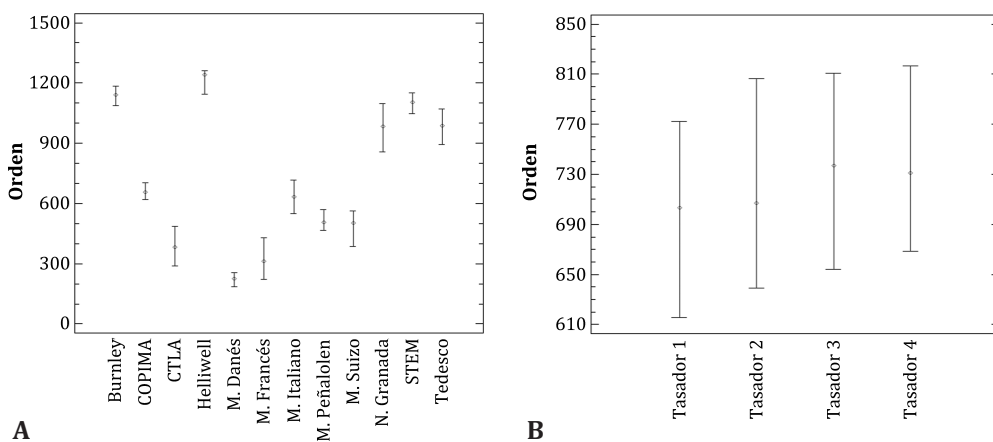 Orden
1500
1200
900
600
300
0
Burnley
COPIMA
CTLA
Helliwell
M. Danés
M. Francés
M. Italiano
M. Peñalolen
M. Suizo
N. Granada
STEM
Tedesco
A
Orden
850
810
770
730
690
650
610
Tasador 1
Tasador 2
Tasador 3
Tasador 4
B